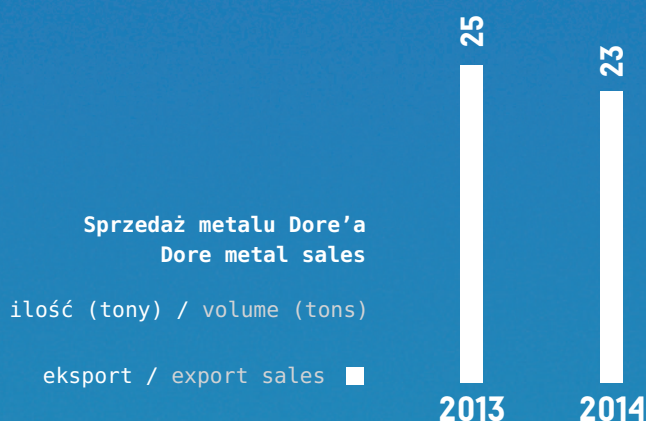 25
23
Sprzedaż metalu Dore’a
Dore metal sales
ilość (tony) / volume (tons)
eksport / export sales
2013
2014